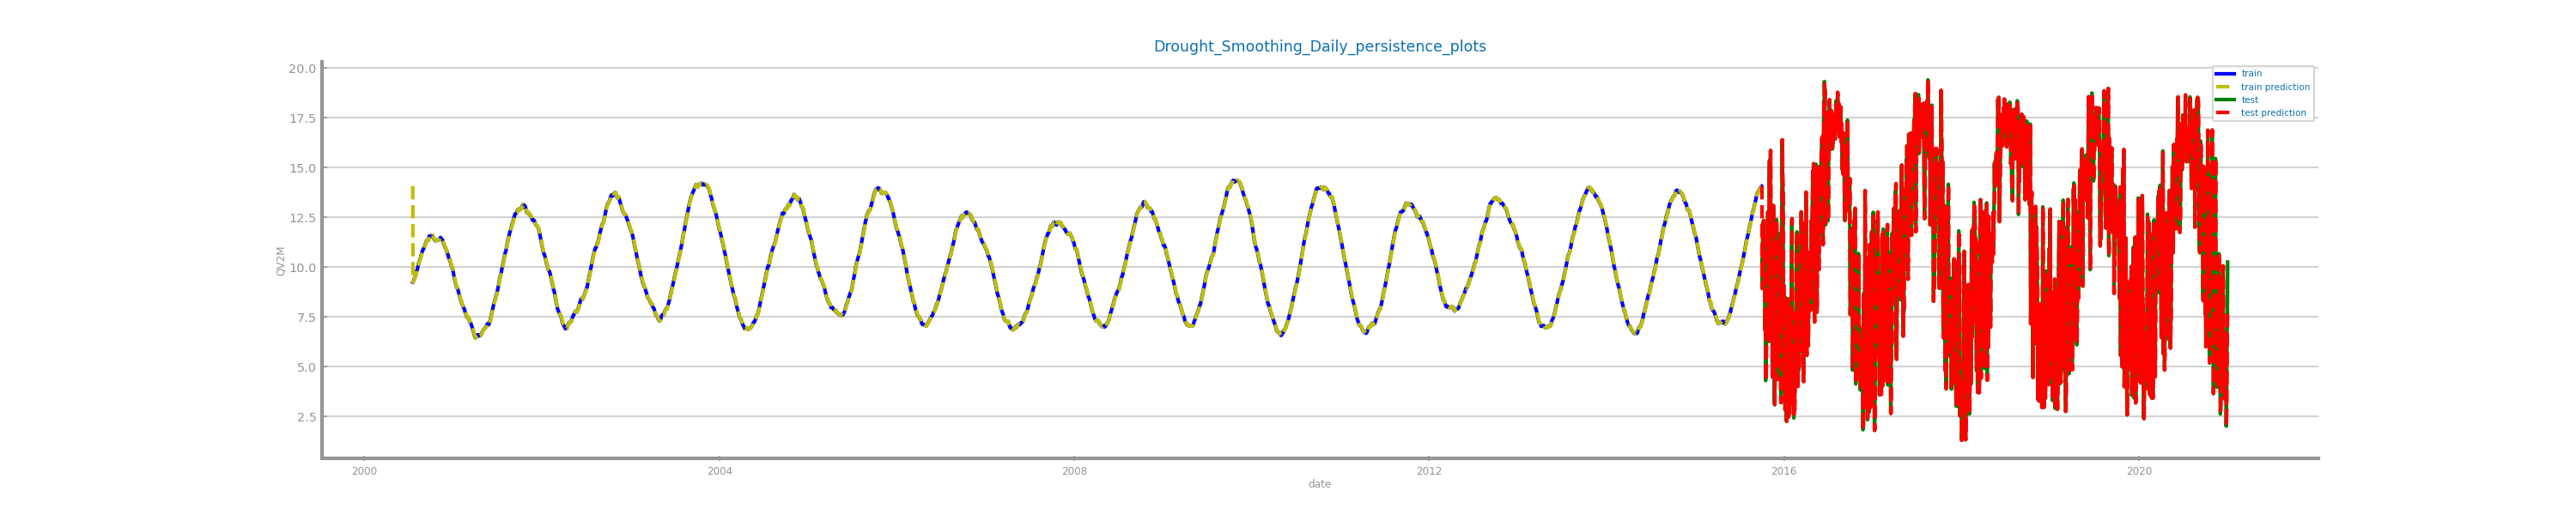 Drought_Smoothing_Daily_persistence_plots
20.0
17.5
15.0
12.5
10.0
7.5
5.0
2.5
QV2M
train
train prediction
test
test prediction
2000
2004
2008
2012
2016
2020
date